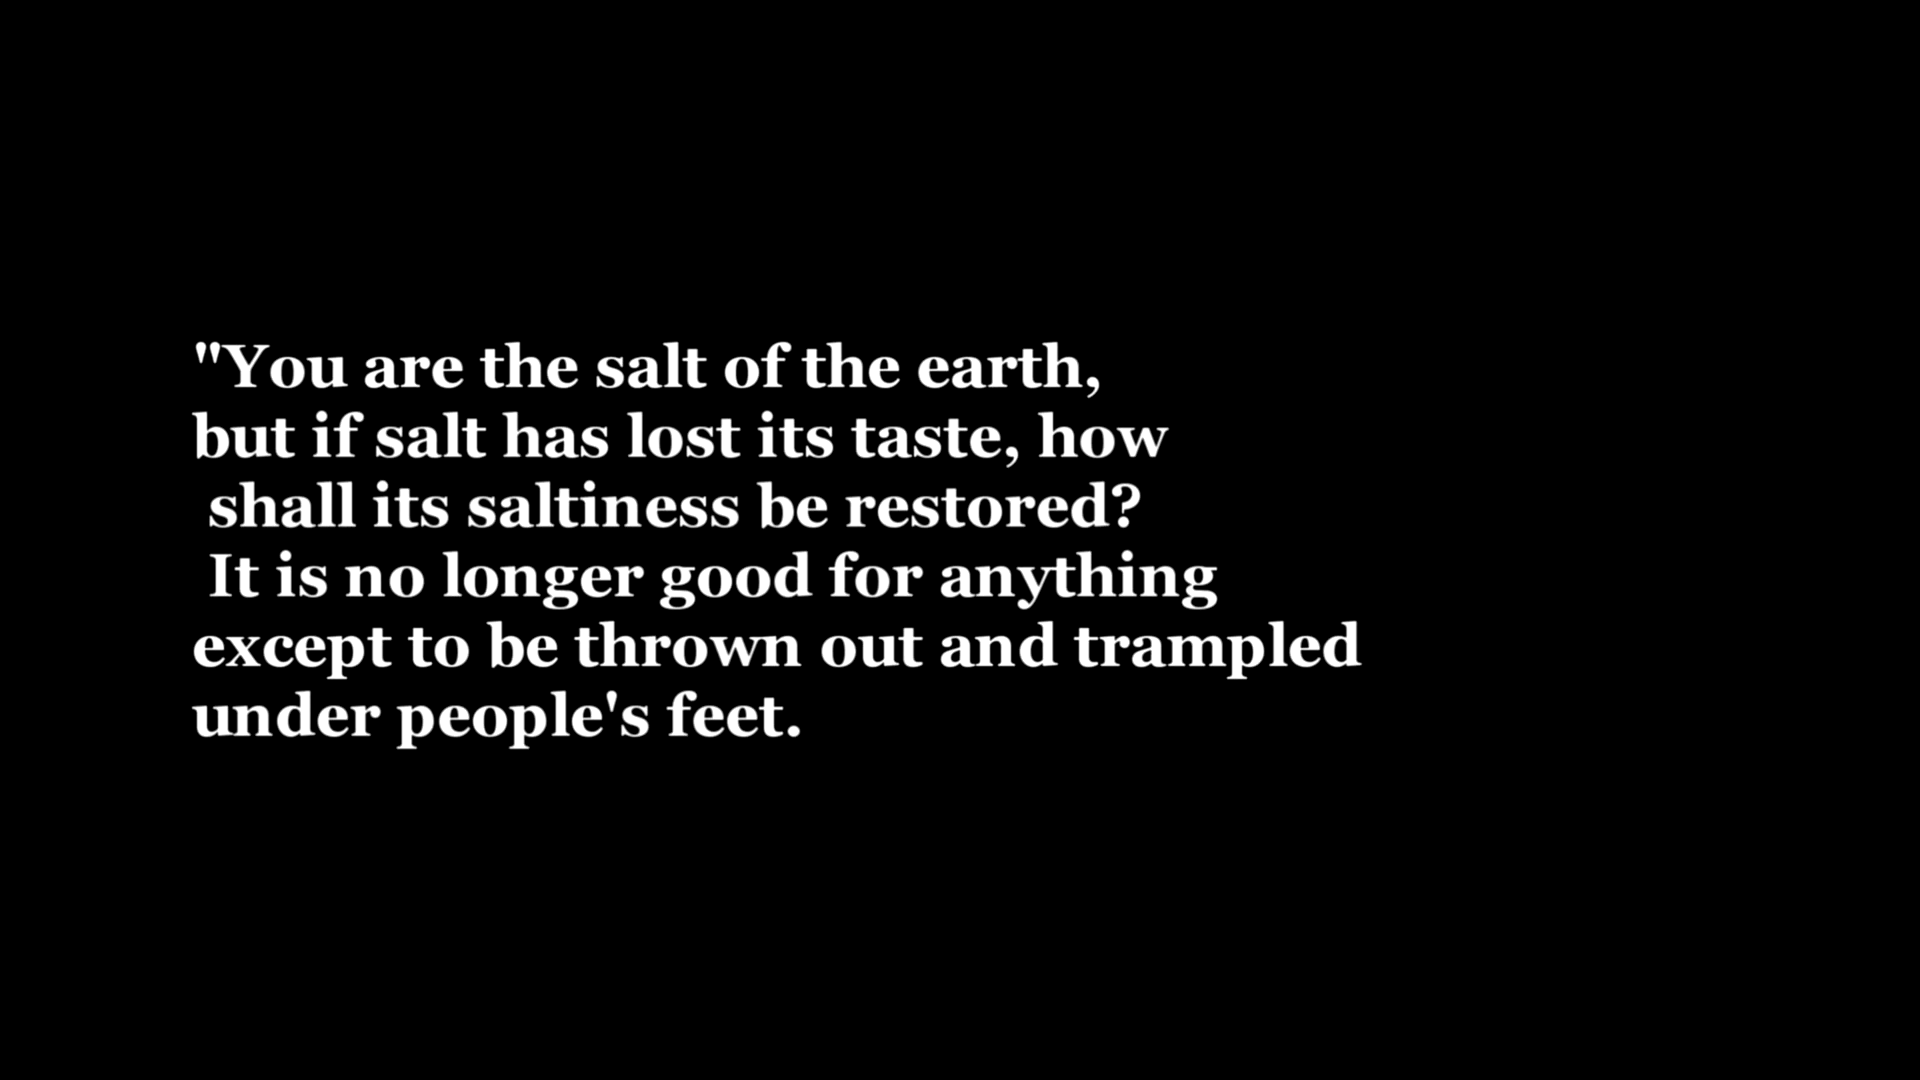 "You are the salt of the earth,
but if salt has lost its taste, how
shall its saltiness be restored?
It is no longer good for anything
except to be thrown out and trampled
under people's feet.